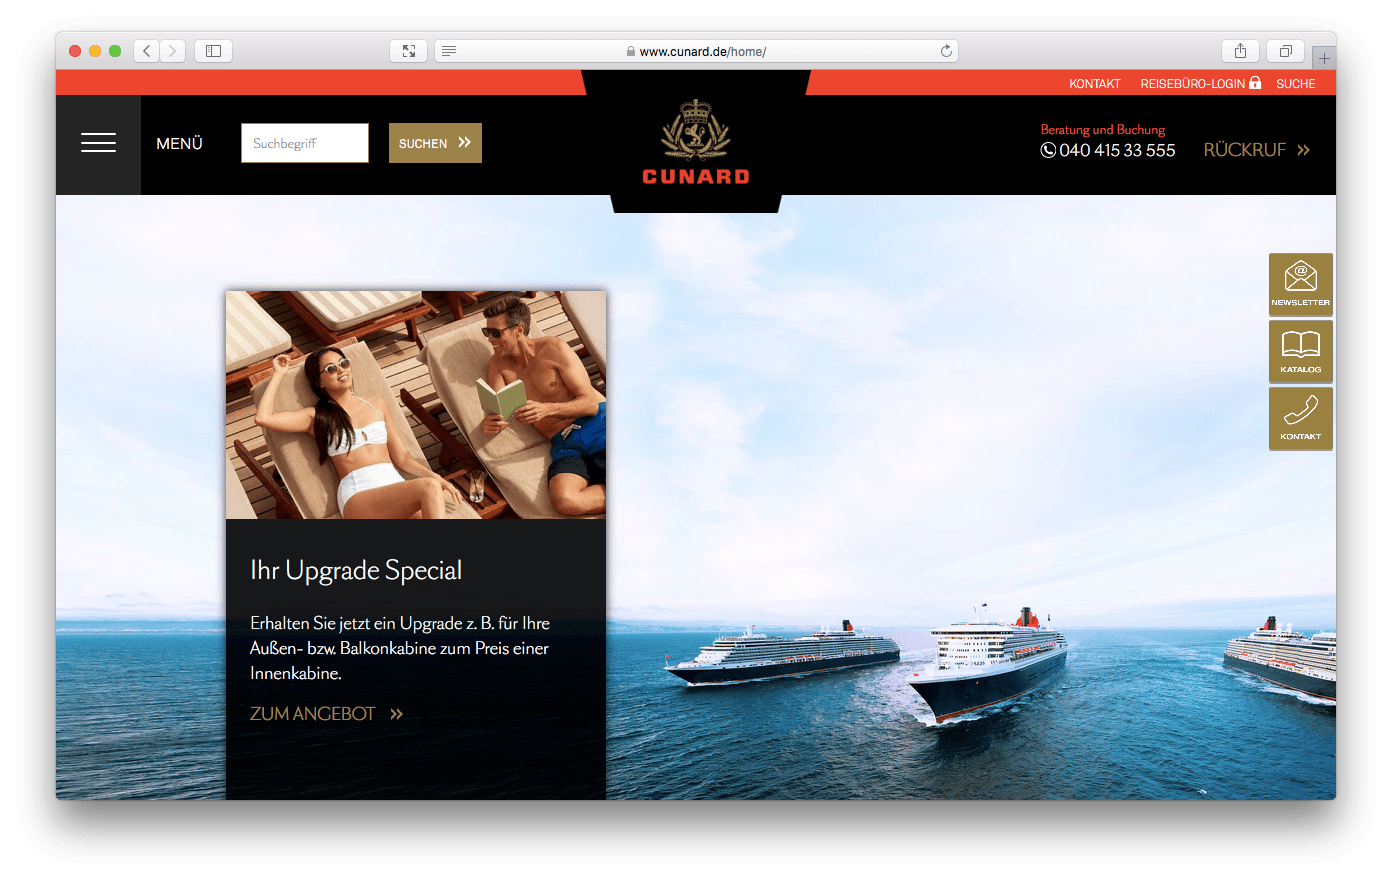 www.cunard.de/home/
KONTAKT REISEBÜRO-LOGIN SUCHE
MENÜ
Suchbegriff
SUCHEN
CUNARD
Beratung und Buchung
040 415 33 555
RÜCKRUF
NEWSLETTER
KATALOG
KONTAKT
Ihr Upgrade Special
Erhalten Sie jetzt ein Upgrade z. B. für Ihre
Außen- bzw. Balkonkabine zum Preis einer
Innenkabine.
ZUM ANGEBOT